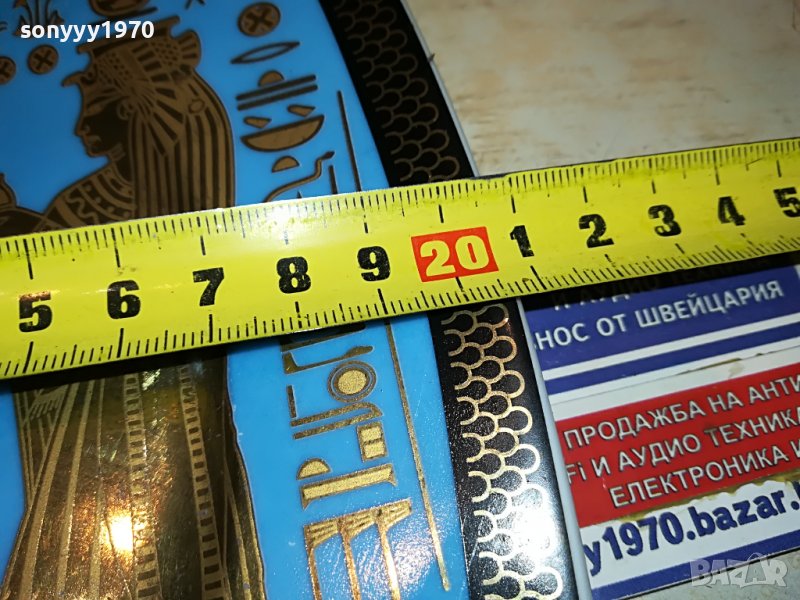 sonyyy1970
5 6 7 8 9 20 1 2 3 4 5
НОС ОТ ШВЕЙЦАРИЯ
ПРОДАЖБА НА АНТИ
Fi И АУДИО ТЕХНИКА
ЕЛЕКТРОНИКА И
y1970.bazar.
BAZAR